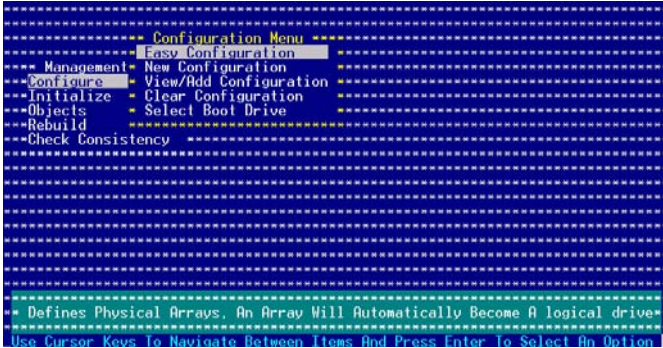 Configuration Menu
Easy Configuration
Management
New Configuration
Configure
View/Add Configuration
Initialize
Clear Configuration
Objects
Select Boot Drive
Rebuild
Check Consistency
Defines Physical Arrays, An Array Will Automatically Become A logical drive
Use Cursor Keys To Navigate Between Items And Press Enter To Select An Option